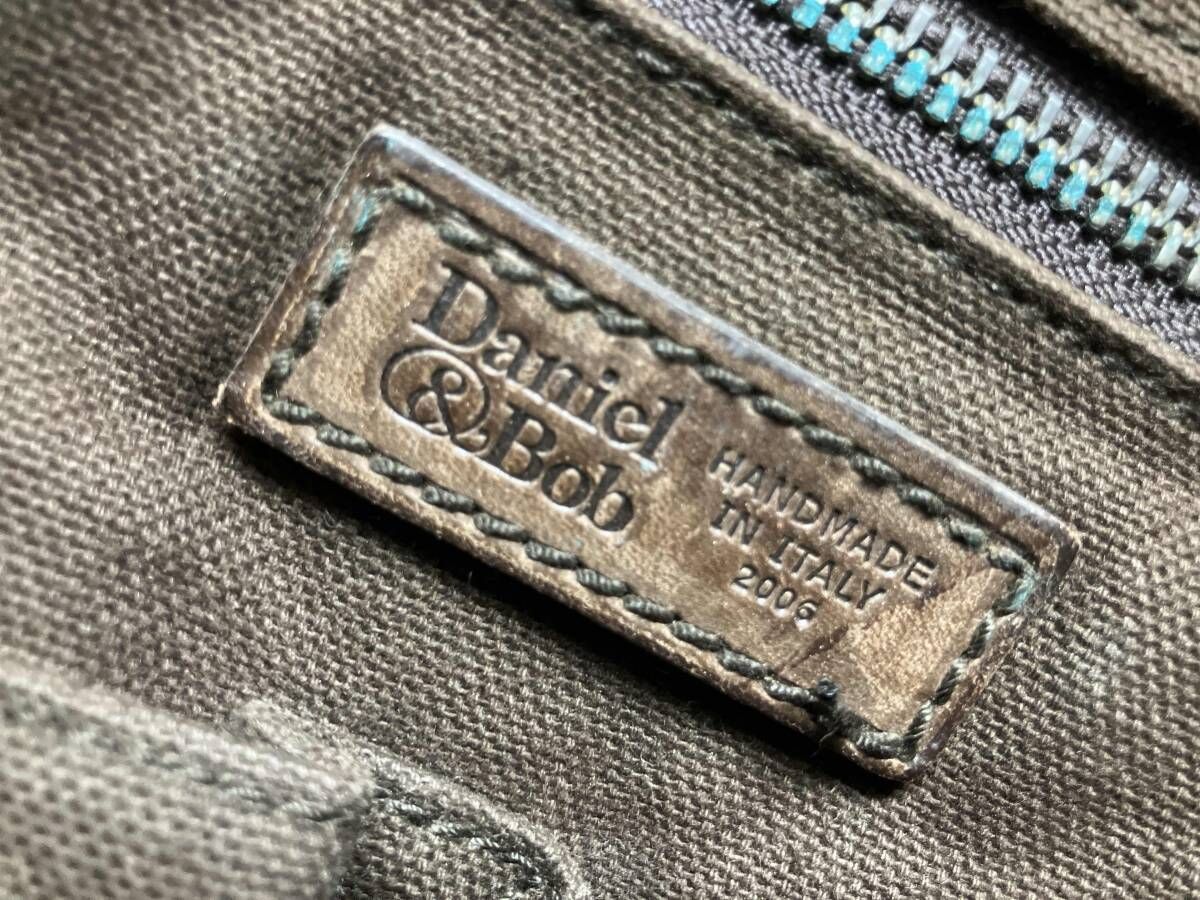 Daniel
& Bob
HANDMADE
IN ITALY
2006